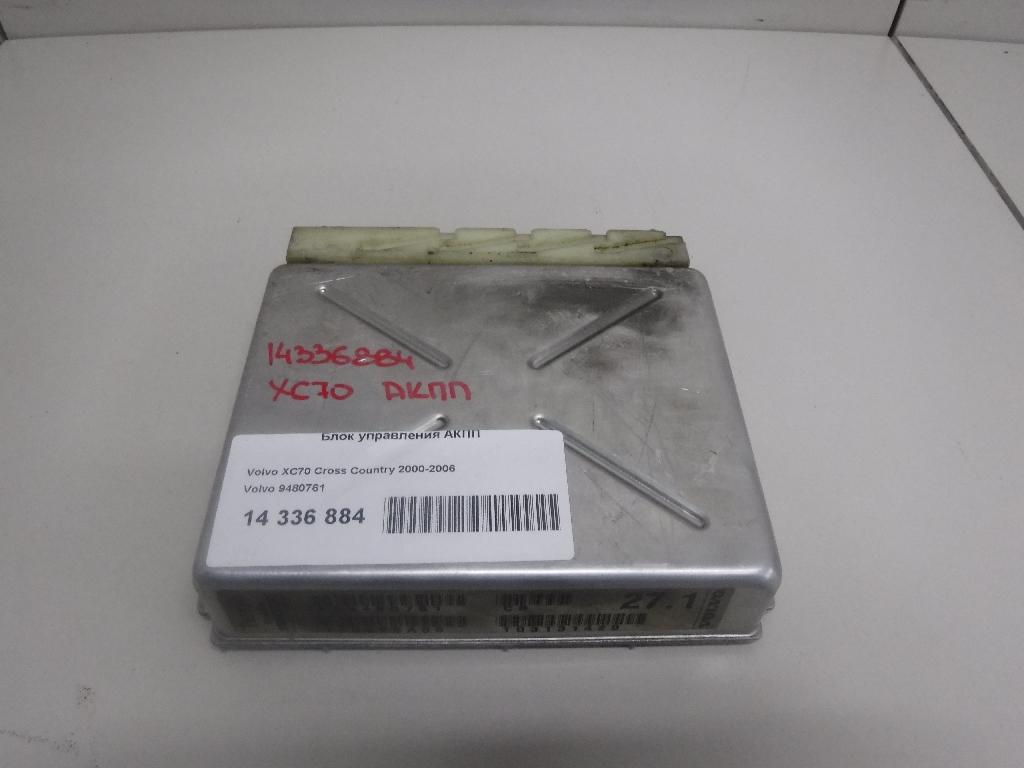 14336884
XC70 АКПП
Блок управления АКПП
Volvo XC70 Cross Country 2000-2006
Volvo 9480761
14 336 884
27.1